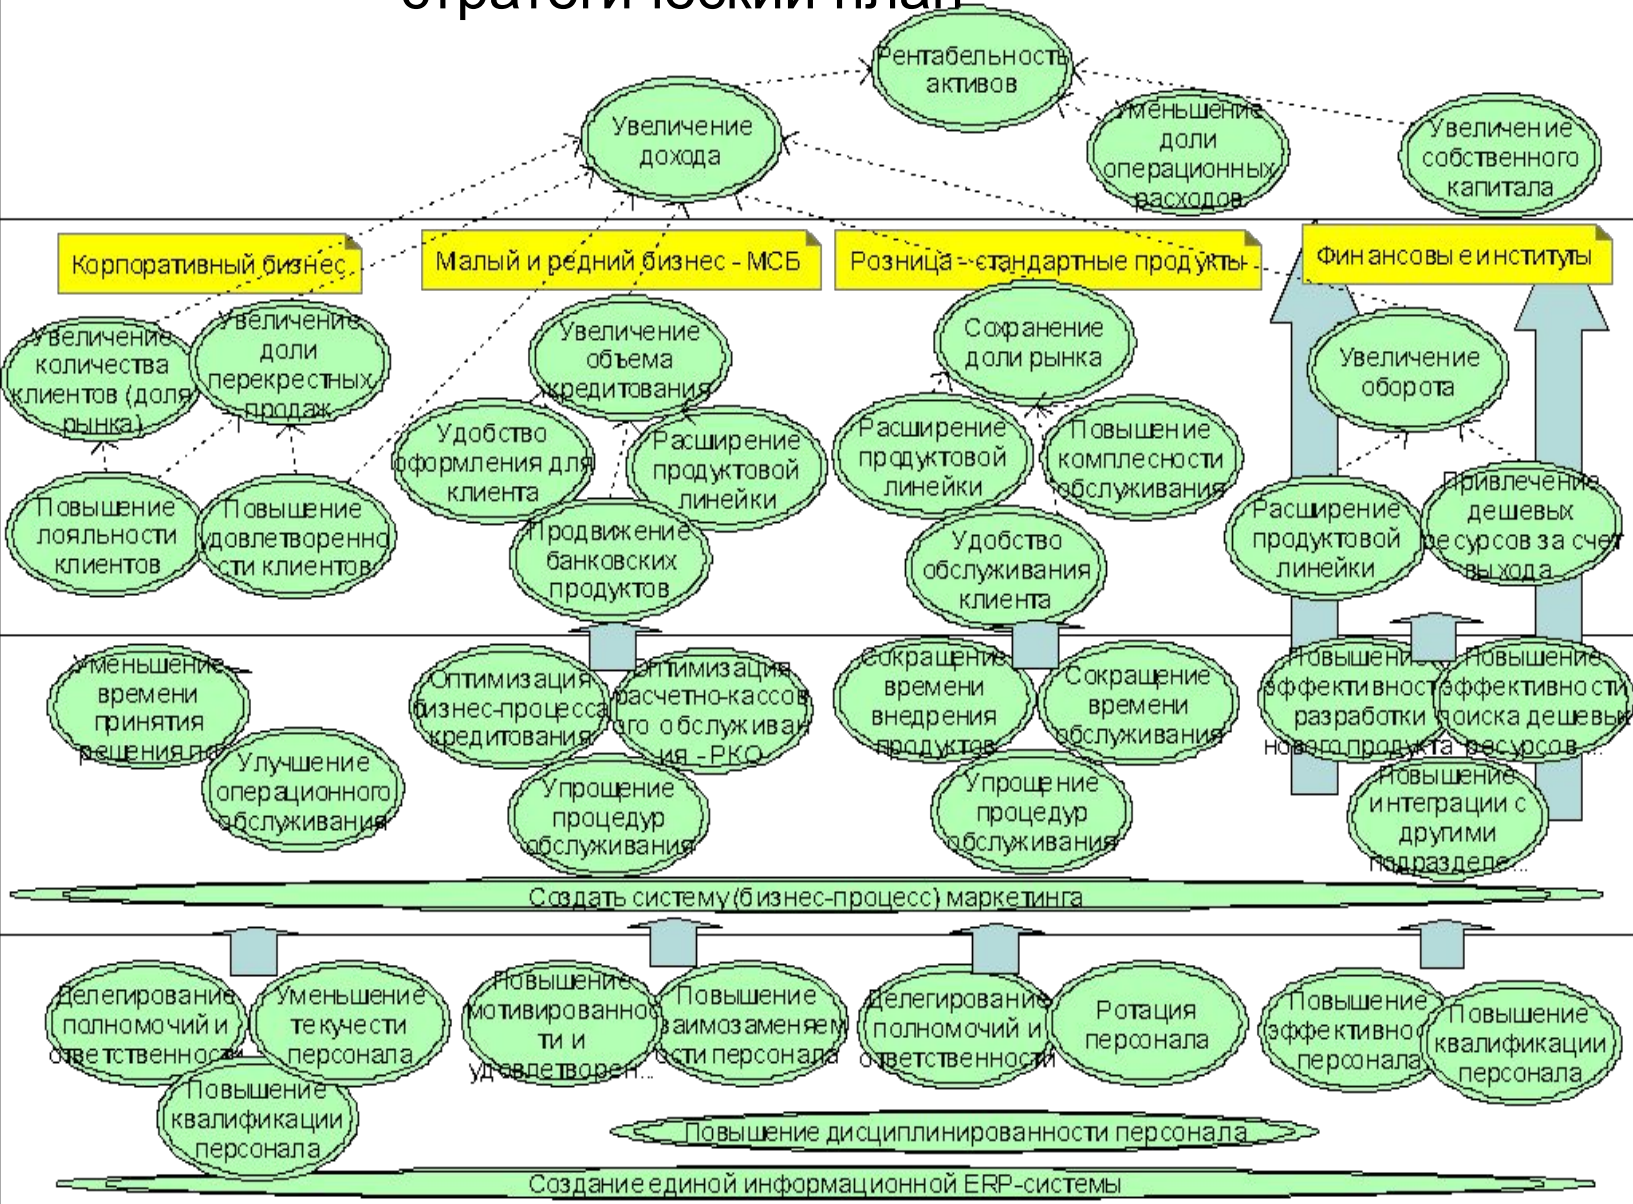 стратегический план
Рентабельность
активов
Увеличение
дохода
Уменьшение
доли
операционных
расходов
Увеличение
собственного
капитала
Корпоративный бизнес
Малый и редний бизнес - МСБ
Розница - стандартные продукты
Финансовые институты
Увеличение
количества
клиентов (доля
рынка)
Увеличение
доли
перекрестных
продаж
Увеличение
объема
кредитования
Сохранение
доли рынка
Увеличение
оборота
Удобство
оформления для
клиента
Расширение
продуктовой
линейки
Расширение
продуктовой
линейки
Повышение
комплесности
обслуживания
Повышение
лояльности
клиентов
Повышение
удовлетворенно
сти клиентов
Продвижение
банковских
продуктов
Удобство
обслуживания
клиента
Расширение
продуктовой
линейки
Привлечение
дешевых
ресурсов за счет
выхода
Уменьшение
времени
принятия
решения по
Улучшение
операционного
обслуживания
Оптимизация
бизнес-процесса
кредитования
Оптимизация
расчетно-кассов
ого обслуживан
ия - РКО
Упрощение
процедур
обслуживания
Сокращение
времени
внедрения
продуктов
Сокращение
времени
обслуживания
Упрощение
процедур
обслуживания
Повышение
эффективност
разработки
нового продукта
Повышение
эффективности
поиска дешевых
ресурсов ...
Повышение
интеграции с
другими
подразделе...
Создать систему (бизнес-процесс) маркетинга
Делегирование
полномочий и
ответственности
Уменьшение
текучести
персонала
Повышение
квалификации
персонала
Повышение
мотивированнос
ти и
удовлетворен...
Повышение
взаимозаменяем
ости персонала
Делегирование
полномочий и
ответственности
Ротация
персонала
Повышение
эффективнос
персонала
Повышение
квалификации
персонала
Повышение дисциплинированности персонала
Создание единой информационной ERP-системы